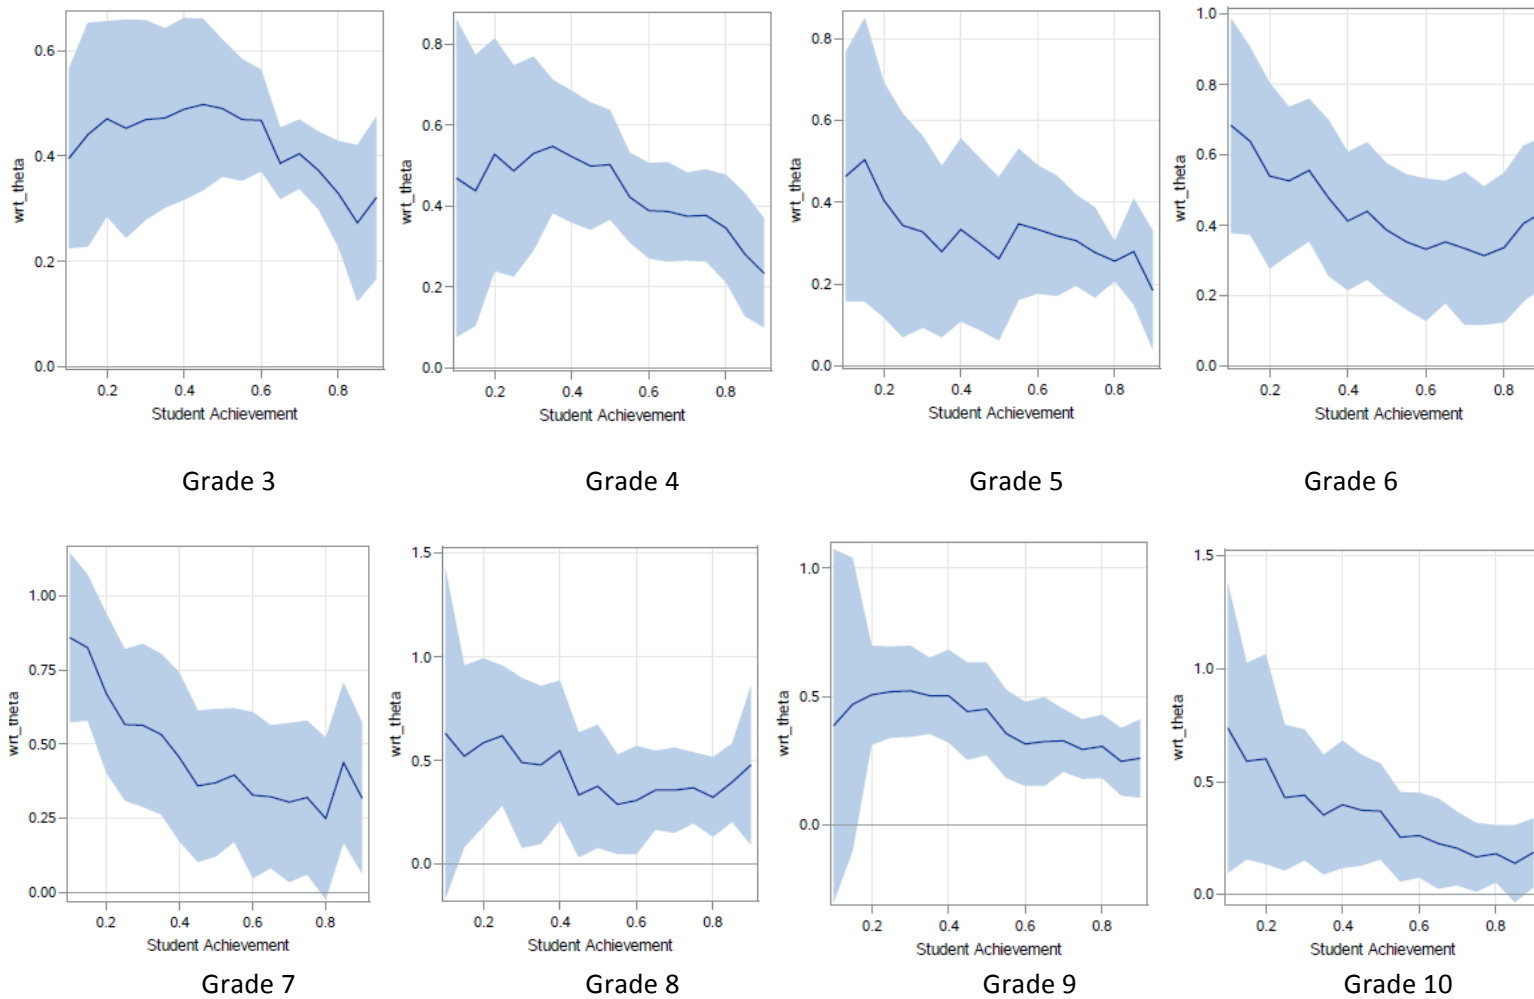 wrt_theta
0.6
0.4
0.2
0.0
0.2 0.4 0.6 0.8
Student Achievement
Grade 3
wrt_theta
0.8
0.6
0.4
0.2
0.0
0.2 0.4 0.6 0.8
Student Achievement
Grade 4
wrt_theta
0.8
0.6
0.4
0.2
0.0
0.2 0.4 0.6 0.8
Student Achievement
Grade 5
wrt_theta
1.0
0.8
0.6
0.4
0.2
0.0
0.2 0.4 0.6 0.8
Student Achievement
Grade 6
wrt_theta
1.00
0.75
0.50
0.25
0.00
0.2 0.4 0.6 0.8
Student Achievement
Grade 7
wrt_theta
1.5
1.0
0.5
0.0
0.2 0.4 0.6 0.8
Student Achievement
Grade 8
wrt_theta
1.0
0.5
0.0
0.2 0.4 0.6 0.8
Student Achievement
Grade 9
wrt_theta
1.5
1.0
0.5
0.0
0.2 0.4 0.6 0.8
Student Achievement
Grade 10